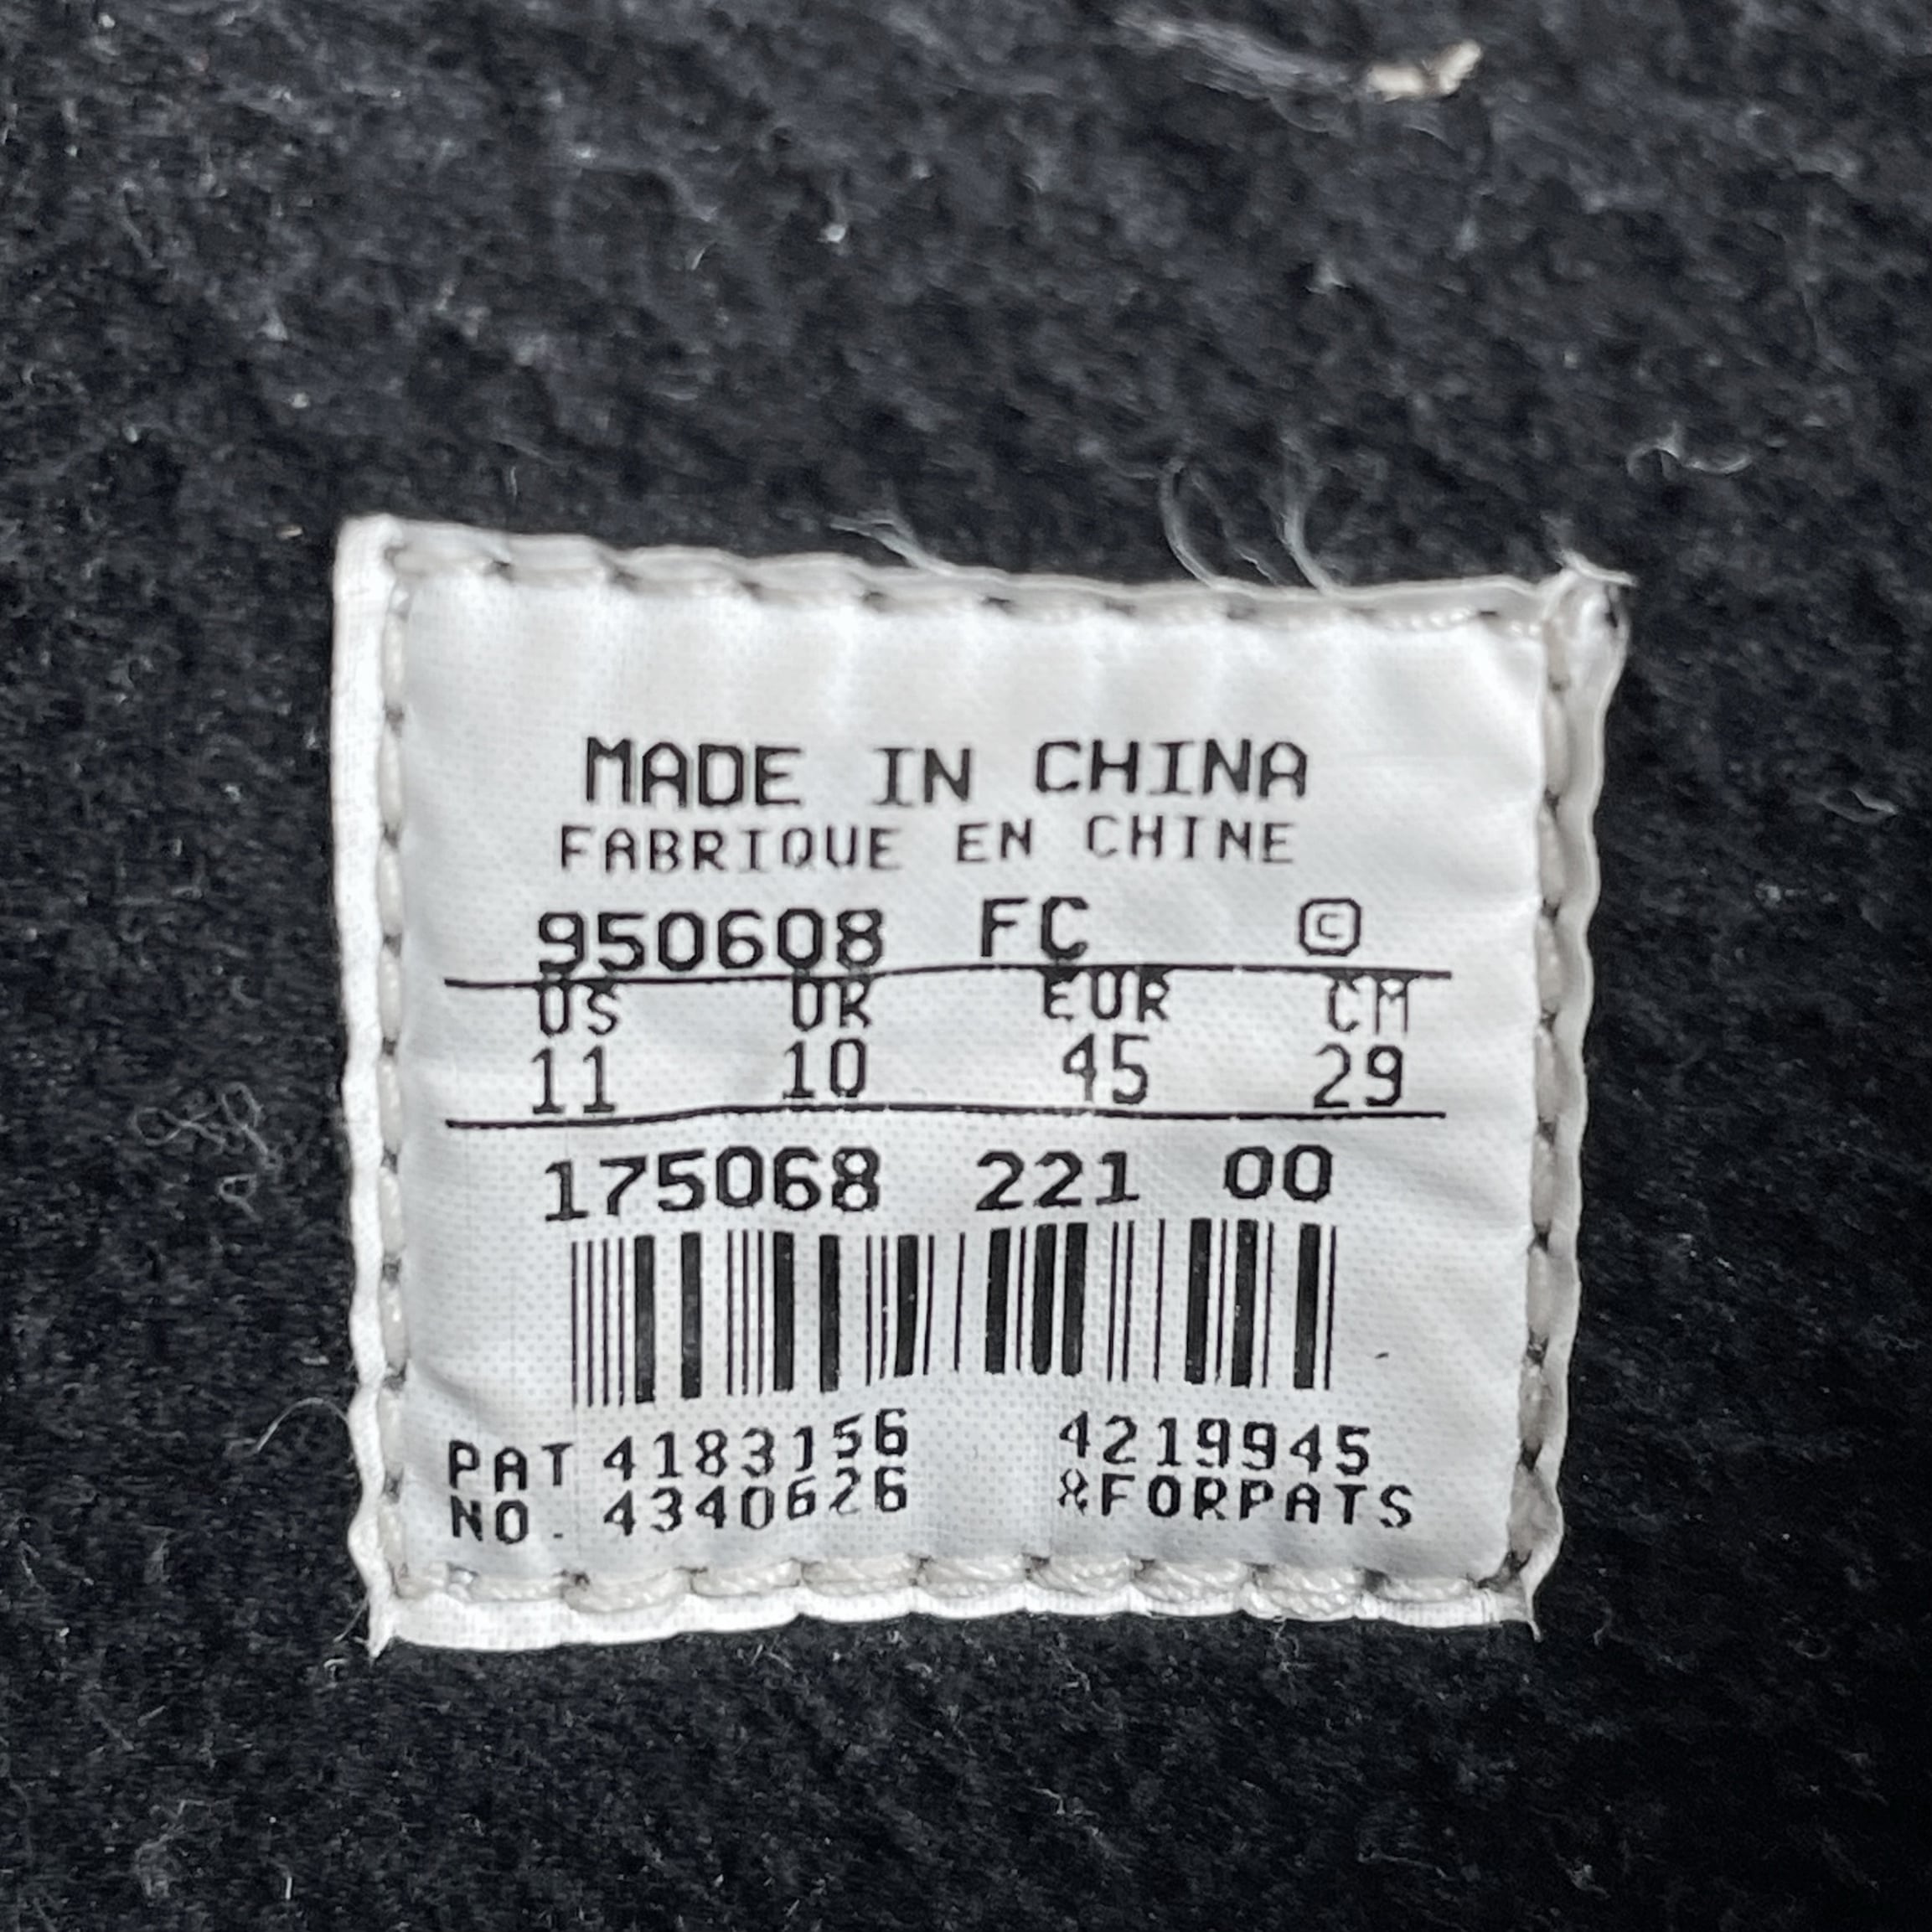 MADE IN CHINA
FABRIQUE EN CHINE
950608 FC ©
US UK EUR CM
11 10 45 29
175068 221 00
PAT 4183156 4219945
NO. 4340626 &FORPATS